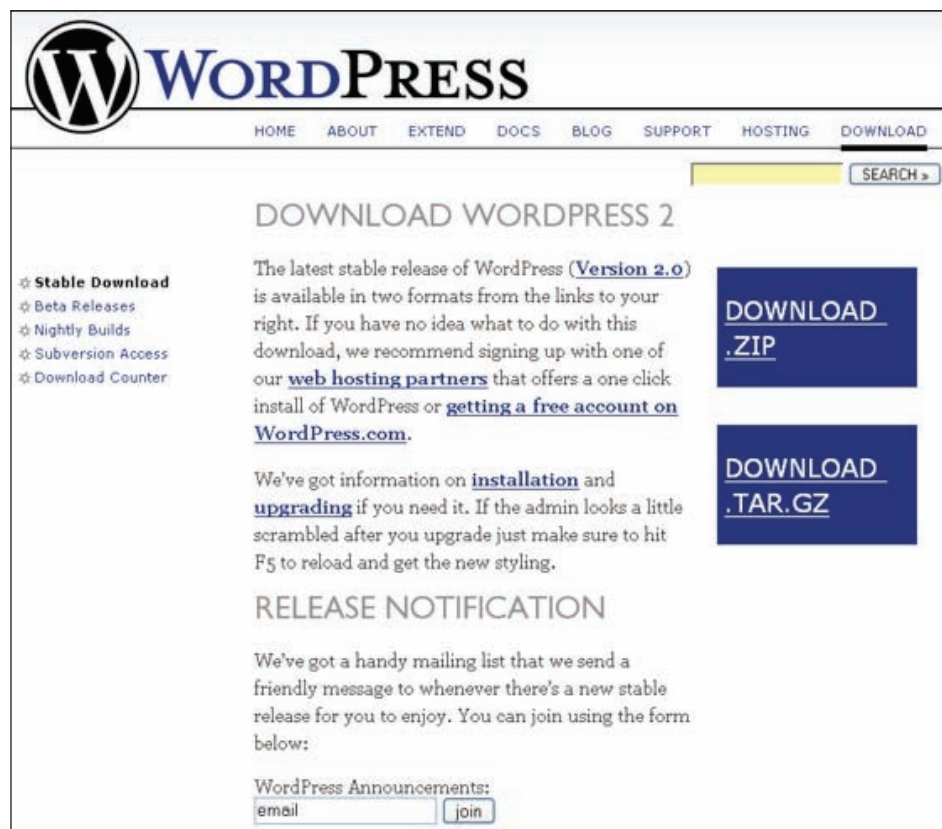 WORDPRESS
HOME ABOUT EXTEND DOCS BLOG SUPPORT HOSTING DOWNLOAD
SEARCH »
Stable Download
Beta Releases
Nightly Builds
Subversion Access
Download Counter
DOWNLOAD WORDPRESS 2
The latest stable release of WordPress (Version 2.0)
is available in two formats from the links to your
right. If you have no idea what to do with this
download, we recommend signing up with one of
our web hosting partners that offers a one click
install of WordPress or getting a free account on
WordPress.com.
We've got information on installation and
upgrading if you need it. If the admin looks a little
scrambled after you upgrade just make sure to hit
F5 to reload and get the new styling.
DOWNLOAD
.ZIP
DOWNLOAD
.TAR.GZ
RELEASE NOTIFICATION
We've got a handy mailing list that we send a
friendly message to whenever there's a new stable
release for you to enjoy. You can join using the form
below:
WordPress Announcements:
email join